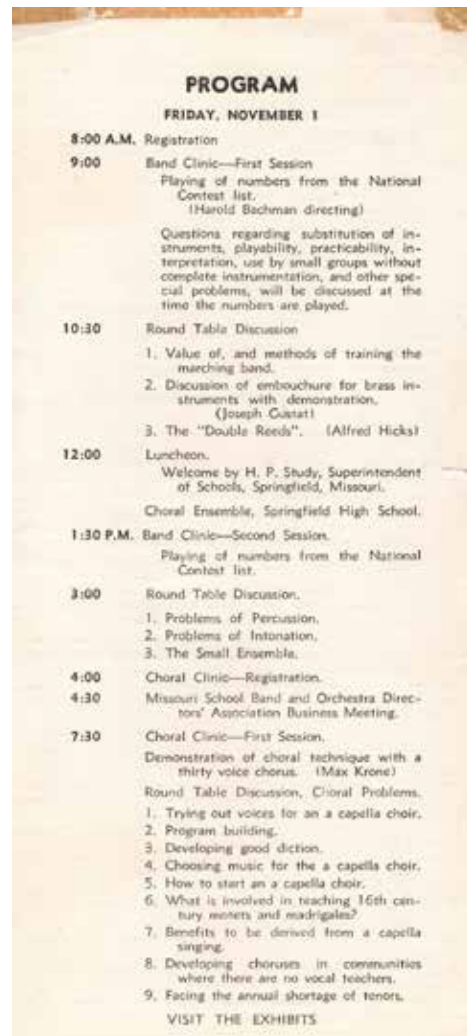 PROGRAM
FRIDAY, NOVEMBER 1
8:00 A.M. Registration
9:00 Band Clinic—First Session
Playing of numbers from the National
Contest list.
(Harold Bachman directing)
Questions regarding substitution of in-
struments, playability, practicability, in-
terpretation, use by small groups without
complete instrumentation, and other spe-
cial problems, will be discussed at the
time the numbers are played.
10:30 Round Table Discussion
1. Value of, and methods of training the
marching band.
2. Discussion of embouchure for brass in-
struments with demonstration.
(Joseph Gustat)
3. The "Double Reeds". (Alfred Hicks)
12:00 Luncheon.
Welcome by H. P. Study, Superintendent
of Schools, Springfield, Missouri.
Choral Ensemble, Springfield High School.
1:30 P.M. Band Clinic—Second Session.
Playing of numbers from the National
Contest list.
3:00 Round Table Discussion.
1. Problems of Percussion.
2. Problems of Intonation.
3. The Small Ensemble.
4:00 Choral Clinic—Registration.
4:30 Missouri School Band and Orchestra Direc-
tors' Association Business Meeting.
7:30 Choral Clinic—First Session.
Demonstration of choral technique with a
thirty voice chorus. (Max Krone)
Round Table Discussion, Choral Problems.
1. Trying out voices for an a capella choir.
2. Program building.
3. Developing good diction.
4. Choosing music for the a capella choir.
5. How to start an a capella choir.
6. What is involved in teaching 16th cen-
tury motets and madrigales?
7. Benefits to be derived from a capella
singing.
8. Developing choruses in communities
where there are no vocal teachers.
9. Facing the annual shortage of tenors.
VISIT THE EXHIBITS